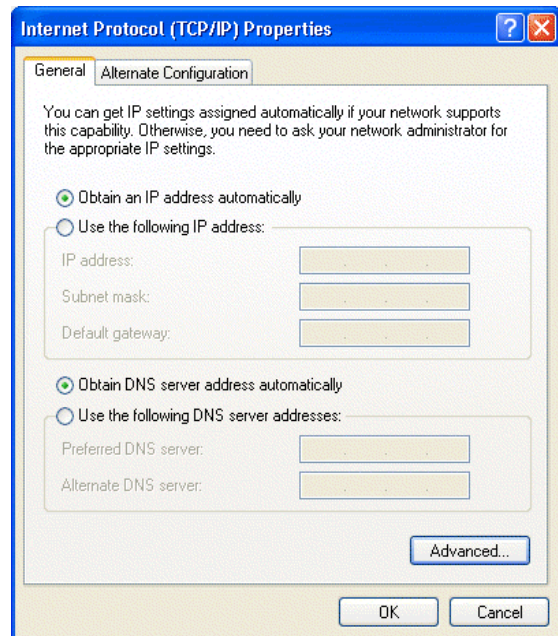 Internet Protocol (TCP/IP) Properties
General
Alternate Configuration
You can get IP settings assigned automatically if your network supports
this capability. Otherwise, you need to ask your network administrator for
the appropriate IP settings.
Obtain an IP address automatically
Use the following IP address:
IP address:
Subnet mask:
Default gateway:
Obtain DNS server address automatically
Use the following DNS server addresses:
Preferred DNS server:
Alternate DNS server:
Advanced...
OK
Cancel